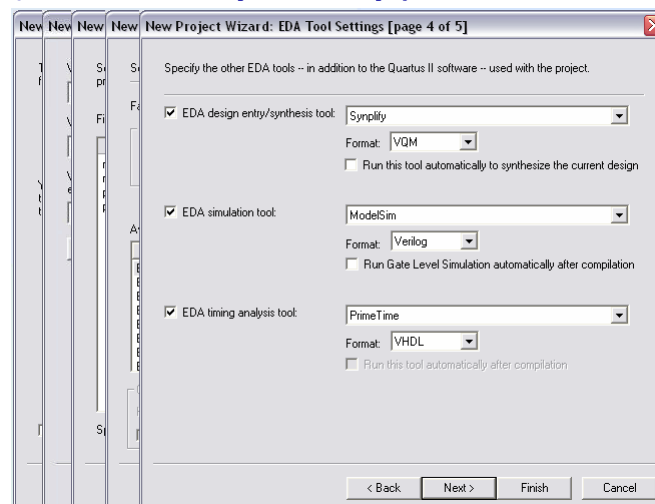 New New New New New Project Wizard: EDA Tool Settings [page 4 of 5]
Specify the other EDA tools -- in addition to the Quartus II software -- used with the project.
EDA design entry/synthesis tool: Synplify
Format: VQM
Run this tool automatically to synthesize the current design
EDA simulation tool: ModelSim
Format: Verilog
Run Gate Level Simulation automatically after compilation
EDA timing analysis tool: PrimeTime
Format: VHDL
Run this tool automatically after compilation
< Back Next > Finish Cancel